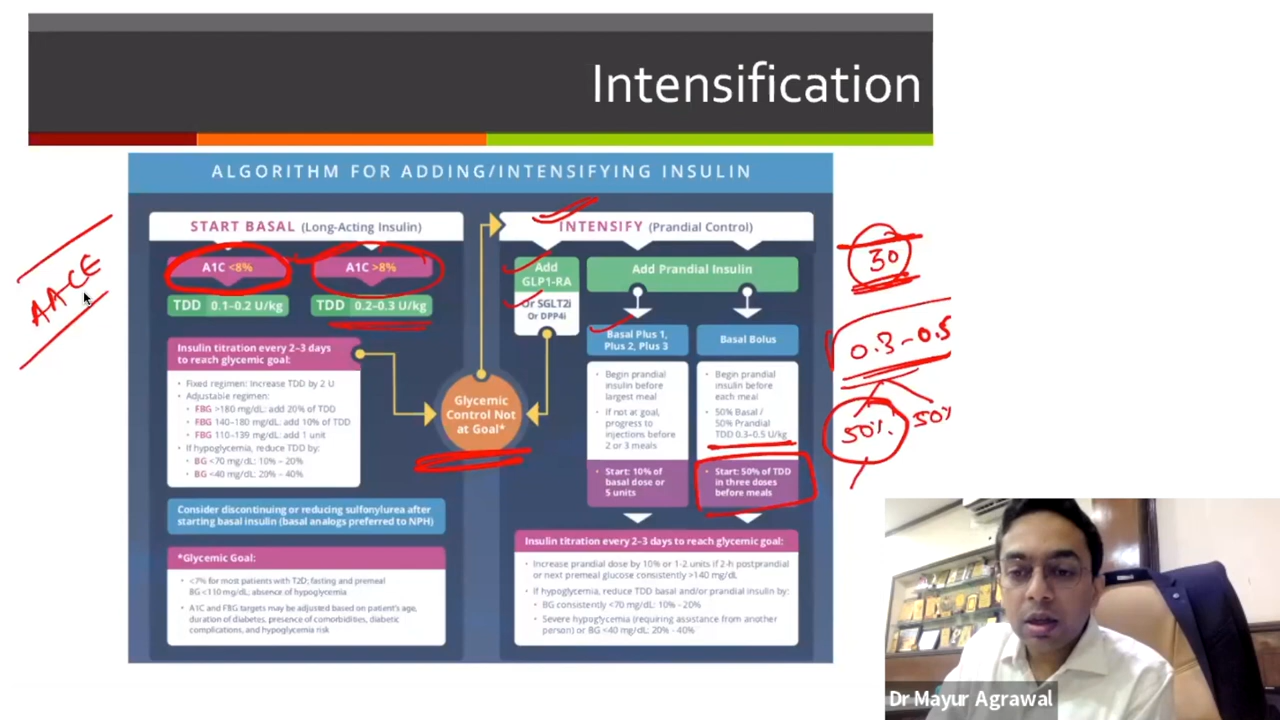 Intensification
ALGORITHM FOR ADDING/INTENSIFYING INSULIN
START BASAL (Long-Acting Insulin)
A1C <8%
A1C >8%
TDD 0.1–0.2 U/kg
TDD 0.2–0.3 U/kg
Insulin titration every 2–3 days
to reach glycemic goal:
• Fixed regimen: Increase TDD by 2 U
• Adjustable regimen:
• FBG >180 mg/dL: add 20% of TDD
• FBG 140–180 mg/dL: add 10% of TDD
• FBG 110–139 mg/dL: add 1 unit
• If hypoglycemia, reduce TDD by:
• BG <70 mg/dL: 10% – 20%
• BG <40 mg/dL: 20% – 40%
Consider discontinuing or reducing sulfonylurea after
starting basal insulin (basal analogs preferred to NPH)
*Glycemic Goal:
• <7% for most patients with T2D; fasting and premeal
BG <110 mg/dL; absence of hypoglycemia
• A1C and FBG targets may be adjusted based on patient's age,
duration of diabetes, presence of comorbidities, diabetic
complications, and hypoglycemia risk
Glycemic
Control Not
at Goal*
INTENSIFY (Prandial Control)
Add
GLP1-RA
Or SGLT2i
Or DPP4i
Add Prandial Insulin
Basal Plus 1,
Plus 2, Plus 3
• Begin prandial
insulin before
largest meal
• If not at goal,
progress to
injections before
2 or 3 meals
• Start: 10% of
basal dose or
5 units
Basal Bolus
• Begin prandial
insulin before
each meal
• 50% Basal /
50% Prandial
TDD 0.3–0.5 U/kg
• Start: 50% of TDD
in three doses
before meals
Insulin titration every 2–3 days to reach glycemic goal:
• Increase prandial dose by 10% or 1-2 units if 2-h postprandial
or next premeal glucose consistently >140 mg/dL
• If hypoglycemia, reduce TDD basal and/or prandial insulin by:
• BG consistently <70 mg/dL: 10% - 20%
• Severe hypoglycemia (requiring assistance from another
person) or BG <40 mg/dL: 20% - 40%
AACE
30
0.3-0.5
50% 50%
Dr Mayur Agrawal